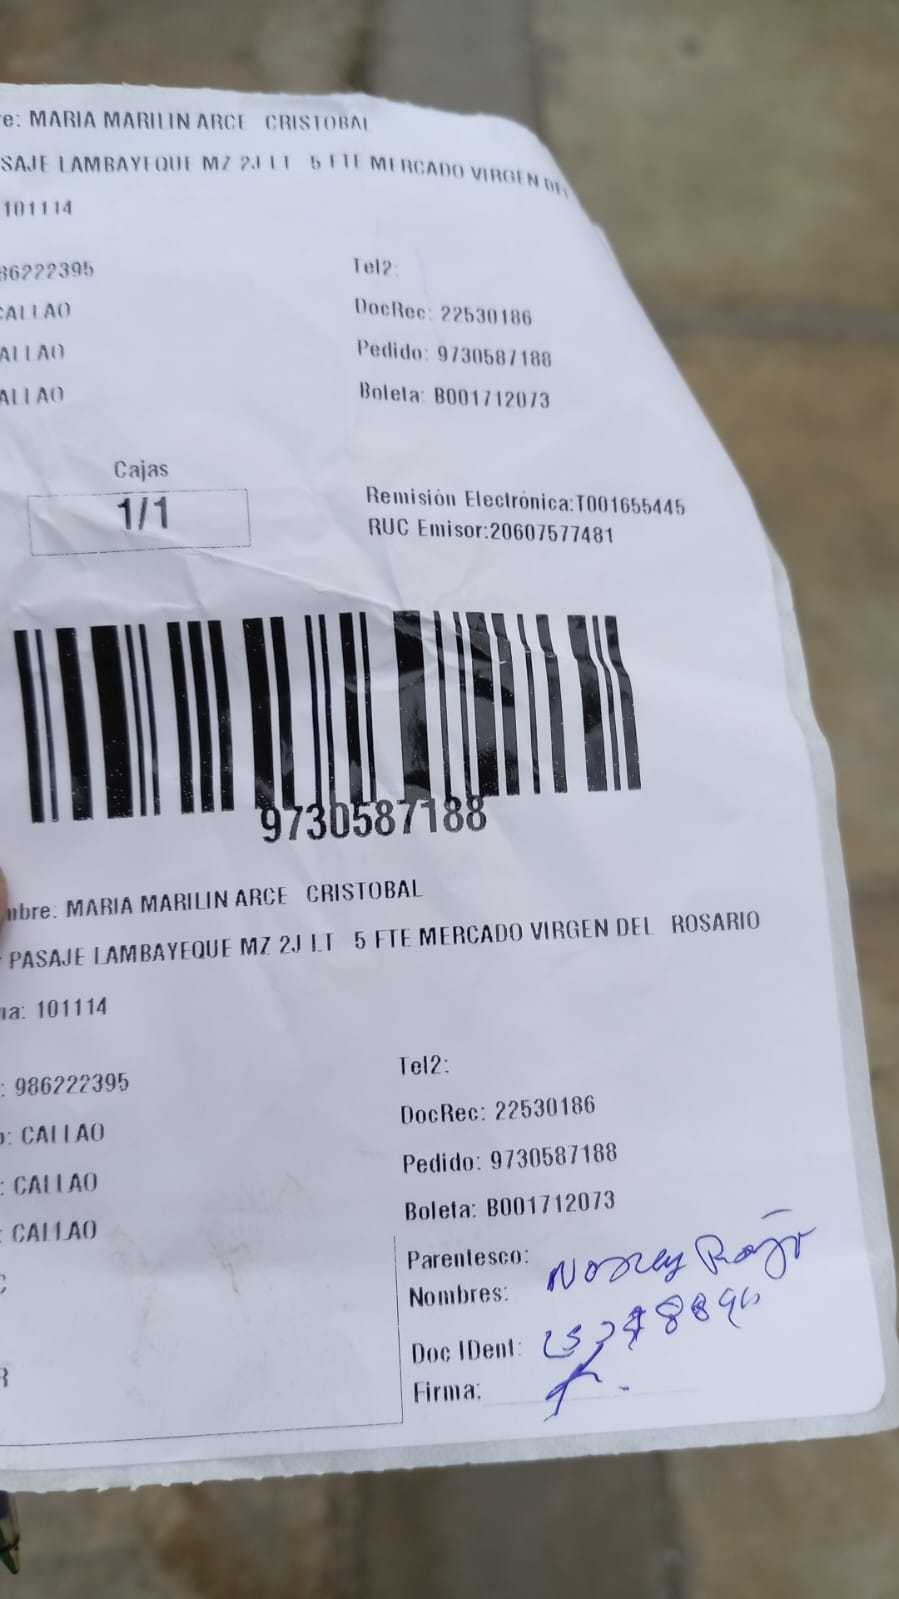 re: MARIA MARILIN ARCE CRISTOBAL
SAJE LAMBAYEQUE MZ 2J LT 5 FTE MERCADO VIRGEN DEL
101114
86222395 Tel2:
CALLAO DocRec: 22530186
ALLAO Pedido: 9730587188
ALLAO Boleta: B001712073
Cajas
1/1
Remisión Electrónica:T001655445
RUC Emisor:20607577481
9730587188
mbre: MARIA MARILIN ARCE CRISTOBAL
PASAJE LAMBAYEQUE MZ 2J LT 5 FTE MERCADO VIRGEN DEL ROSARIO
na: 101114
: 986222395 Tel2:
o: CALLAO DocRec: 22530186
: CALLAO Pedido: 9730587188
: CALLAO Boleta: B001712073
Parentesco:
Nombres:
Doc IDent:
Firma: